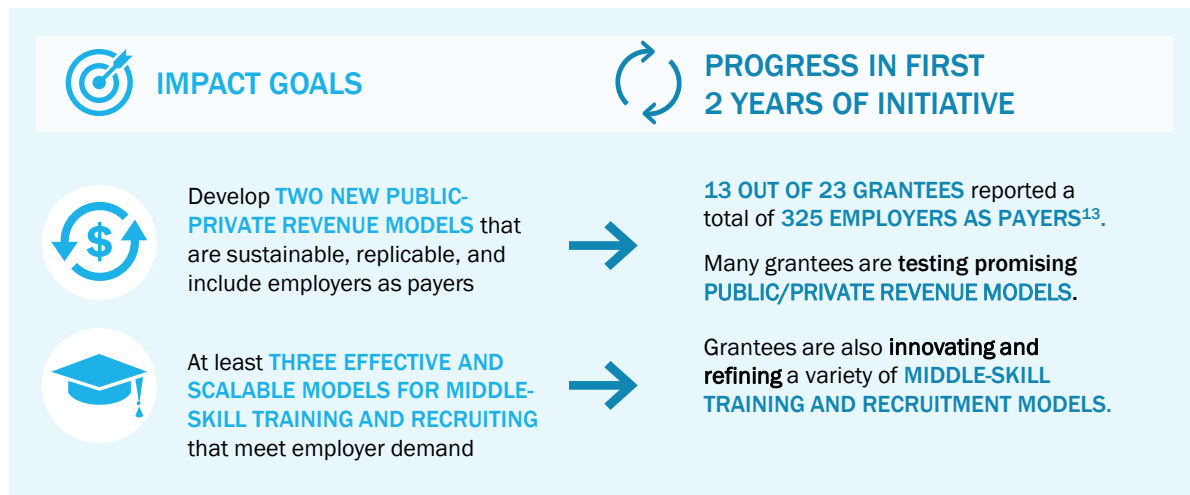 IMPACT GOALS
PROGRESS IN FIRST
2 YEARS OF INITIATIVE
Develop TWO NEW PUBLIC-
PRIVATE REVENUE MODELS that
are sustainable, replicable, and
include employers as payers
13 OUT OF 23 GRANTEES reported a
total of 325 EMPLOYERS AS PAYERS¹³.
Many grantees are testing promising
PUBLIC/PRIVATE REVENUE MODELS.
At least THREE EFFECTIVE AND
SCALABLE MODELS FOR MIDDLE-
SKILL TRAINING AND RECRUITING
that meet employer demand
Grantees are also innovating and
refining a variety of MIDDLE-SKILL
TRAINING AND RECRUITMENT MODELS.
$